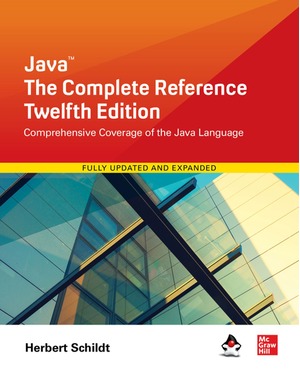 Java™
The Complete Reference
Twelfth Edition
Comprehensive Coverage of the Java Language
FULLY UPDATED AND EXPANDED
Herbert Schildt
Mc
Graw
Hill